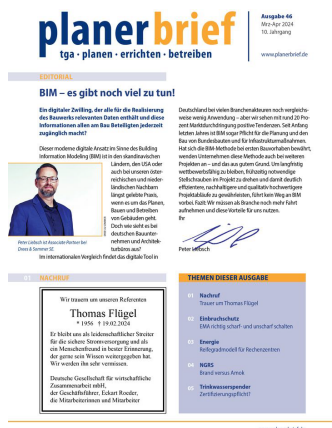 planerbrief
tga · planen · errichten · betreiben
Ausgabe 46
Mrz-Apr 2024
10. Jahrgang
www.planerbrief.de
EDITORIAL
BIM – es gibt noch viel zu tun!
Ein digitaler Zwilling, der alle für die Realisierung
des Bauwerks relevanten Daten enthält und diese
Informationen allen am Bau Beteiligten jederzeit
zugänglich macht?
Dieser moderne digitale Ansatz im Sinne des Building
Information Modeling (BIM) ist in den skandinavischen
Ländern, den USA oder
auch bei unseren öster-
reichischen und nieder-
ländischen Nachbarn
längst gelebte Praxis,
wenn es um das Planen,
Bauen und Betreiben
von Gebäuden geht.
Doch wie sieht es bei
deutschen Bauunter-
nehmen und Architek-
turbüros aus?
Im internationalen Vergleich findet das digitale Tool in
Peter Liebsch ist Associate Partner bei
Drees & Sommer SE.
Deutschland bei vielen Branchenakteuren noch vergleichs-
weise wenig Anwendung – aber wir sehen mit rund 20 Pro-
zent Marktdurchdringung positive Tendenzen. Seit Anfang
letzten Jahres ist BIM sogar Pflicht für die Planung und den
Bau von Bundesbauten und für Infrastrukturmaßnahmen.
Hat sich die BIM-Methode bei ersten Bauvorhaben bewährt,
wenden Unternehmen diese Methode auch bei weiteren
Projekten an – und das aus gutem Grund. Um langfristig
wettbewerbsfähig zu bleiben, frühzeitig notwendige
Stellschrauben im Projekt zu drehen und damit deutlich
effizientere, nachhaltigere und qualitativ hochwertigere
Projektabläufe zu gewährleisten, führt kein Weg an BIM
vorbei. Fazit: Wir müssen als Branche noch mehr Fahrt
aufnehmen und diese Vorteile für uns nutzen.
Ihr
Peter Liebsch
01 NACHRUF
Wir trauern um unseren Referenten
Thomas Flügel
* 1956 † 19.02.2024
Er bleibt uns als leidenschaftlicher Streiter
für die sichere Stromversorgung und als
ein Menschenfreund in bester Erinnerung,
der gerne sein Wissen weitergegeben hat.
Wir werden ihn sehr vermissen.
Deutsche Gesellschaft für wirtschaftliche
Zusammenarbeit mbH,
der Geschäftsführer, Eckart Roeder,
die Mitarbeiterinnen und Mitarbeiter
THEMEN DIESER AUSGABE
01 Nachruf
Trauer um Thomas Flügel
02 Einbruchschutz
EMA richtig scharf- und unscharf schalten
03 Energie
Reifegradmodell für Rechenzentren
04 NGRS
Brand versus Amok
05 Trinkwasserspender
Zertifizierungspflicht?